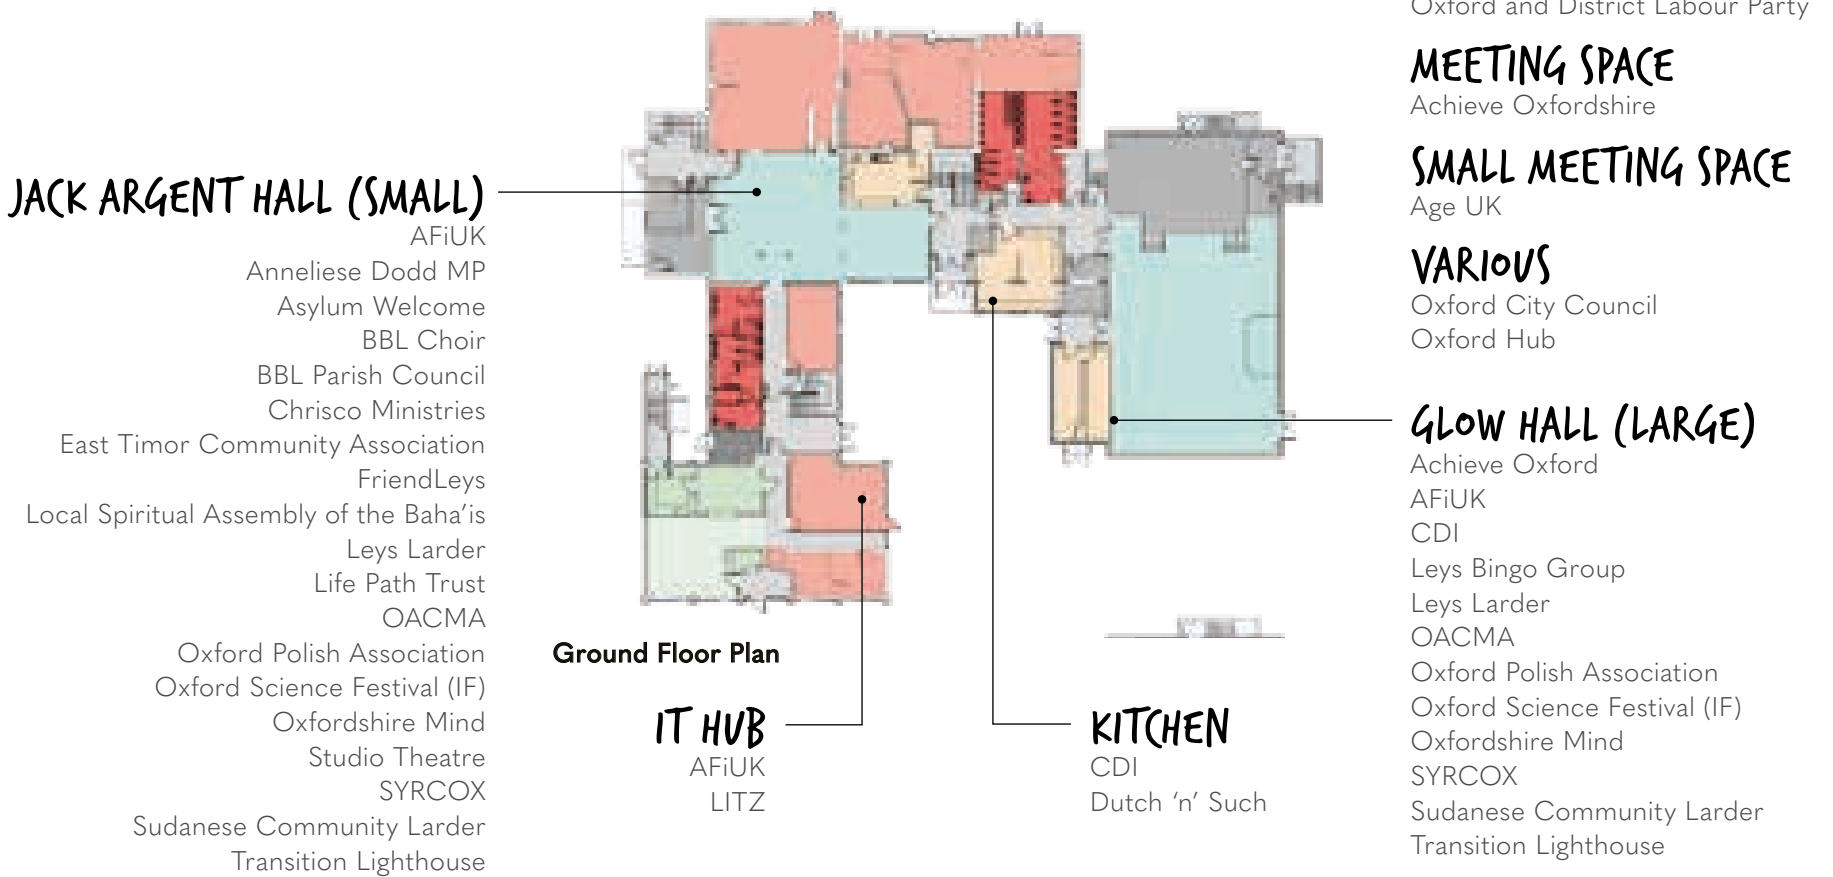 Oxford and District Labour Party
MEETING SPACE
Achieve Oxfordshire
SMALL MEETING SPACE
Age UK
VARIOUS
Oxford City Council
Oxford Hub
JACK ARGENT HALL (SMALL)
AFiUK
Anneliese Dodd MP
Asylum Welcome
BBL Choir
BBL Parish Council
Chrisco Ministries
East Timor Community Association
FriendLeys
Local Spiritual Assembly of the Baha’is
Leys Larder
Life Path Trust
OACMA
Oxford Polish Association
Oxford Science Festival (IF)
Oxfordshire Mind
Studio Theatre
SYRCOX
Sudanese Community Larder
Transition Lighthouse
Ground Floor Plan
IT HUB
AFiUK
LITZ
KITCHEN
CDI
Dutch ’n’ Such
GLOW HALL (LARGE)
Achieve Oxford
AFiUK
CDI
Leys Bingo Group
Leys Larder
OACMA
Oxford Polish Association
Oxford Science Festival (IF)
Oxfordshire Mind
SYRCOX
Sudanese Community Larder
Transition Lighthouse